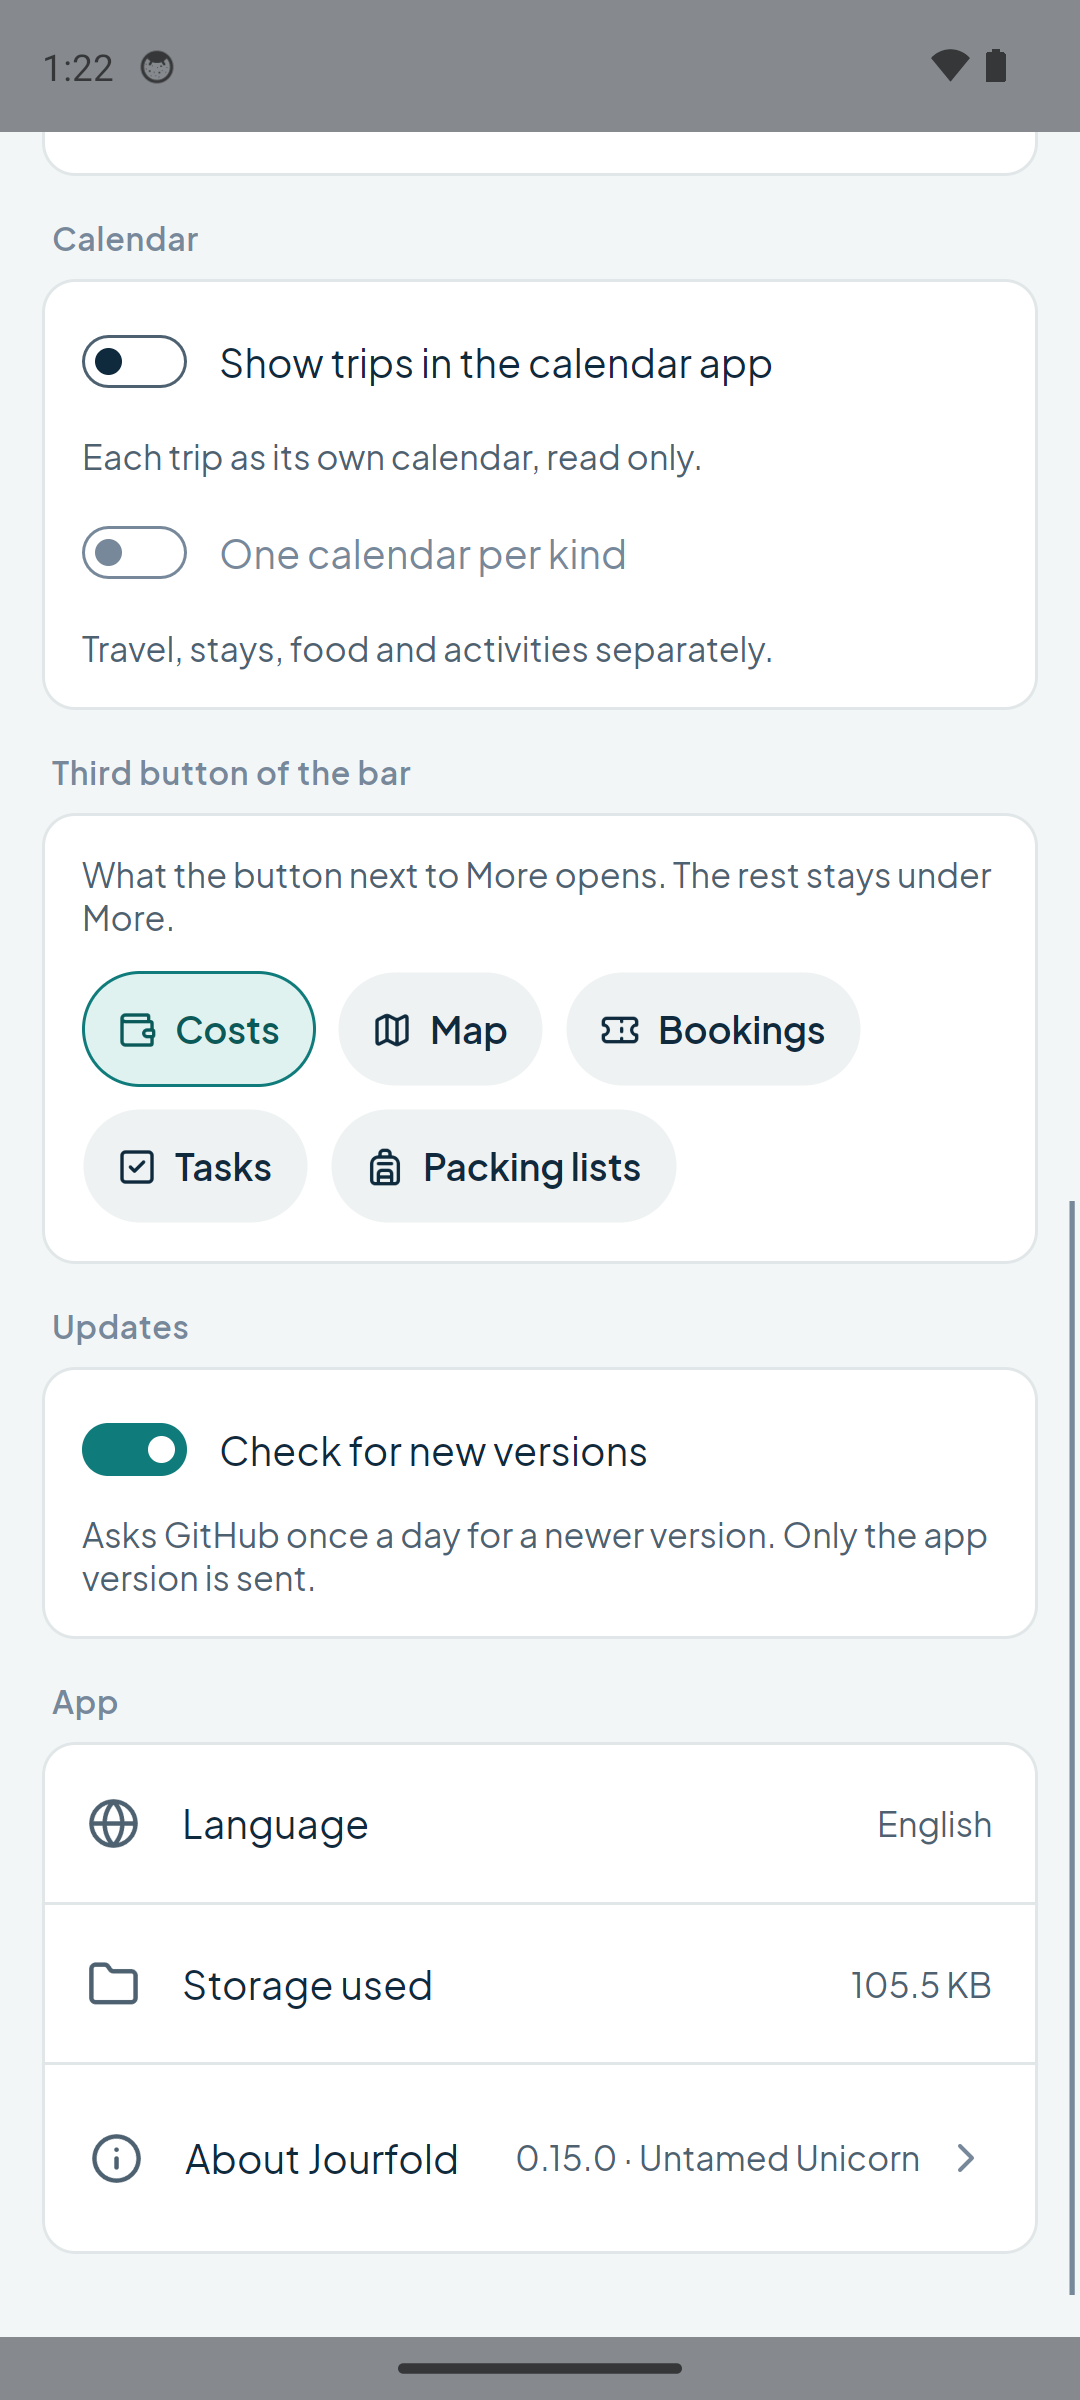 1:22
Calendar
Show trips in the calendar app
Each trip as its own calendar, read only.
One calendar per kind
Travel, stays, food and activities separately.
Third button of the bar
What the button next to More opens. The rest stays under
More.
Costs
Map
Bookings
Tasks
Packing lists
Updates
Check for new versions
Asks GitHub once a day for a newer version. Only the app
version is sent.
App
Language English
Storage used 105.5 KB
About Jourfold 0.15.0 · Untamed Unicorn